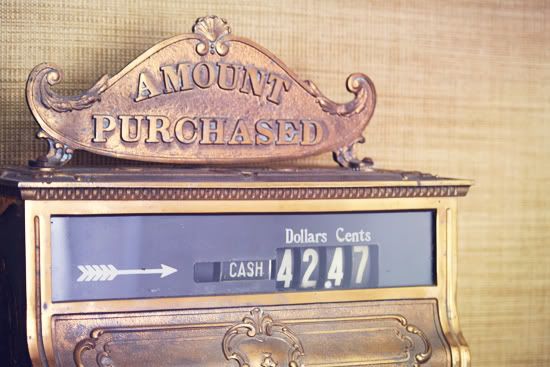 AMOUNT
PURCHASED
Dollars Cents
CASH 42.47